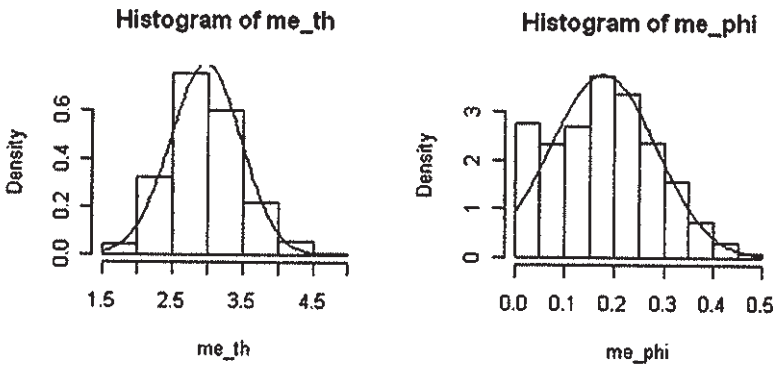 Histogram of me_th
Density
0.0 0.2 0.4 0.6
1.5 2.5 3.5 4.5
me_th
Histogram of me_phi
Density
0 1 2 3
0.0 0.1 0.2 0.3 0.4 0.5
me_phi